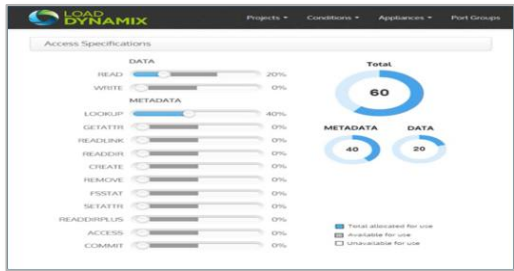 LOAD DYNAMIX
Projects Conditions Appliances Port Groups
Access Specifications
DATA
READ 20%
WRITE 0%
METADATA
LOOKUP 40%
GETATTR 0%
READLINK 0%
READDIR 0%
CREATE 0%
REMOVE 0%
FSSTAT 0%
SETATTR 0%
READDIRPLUS 0%
ACCESS 0%
COMMIT 0%
Total
60
METADATA DATA
40 20
Total allocated for use
Available for use
Unavailable for use